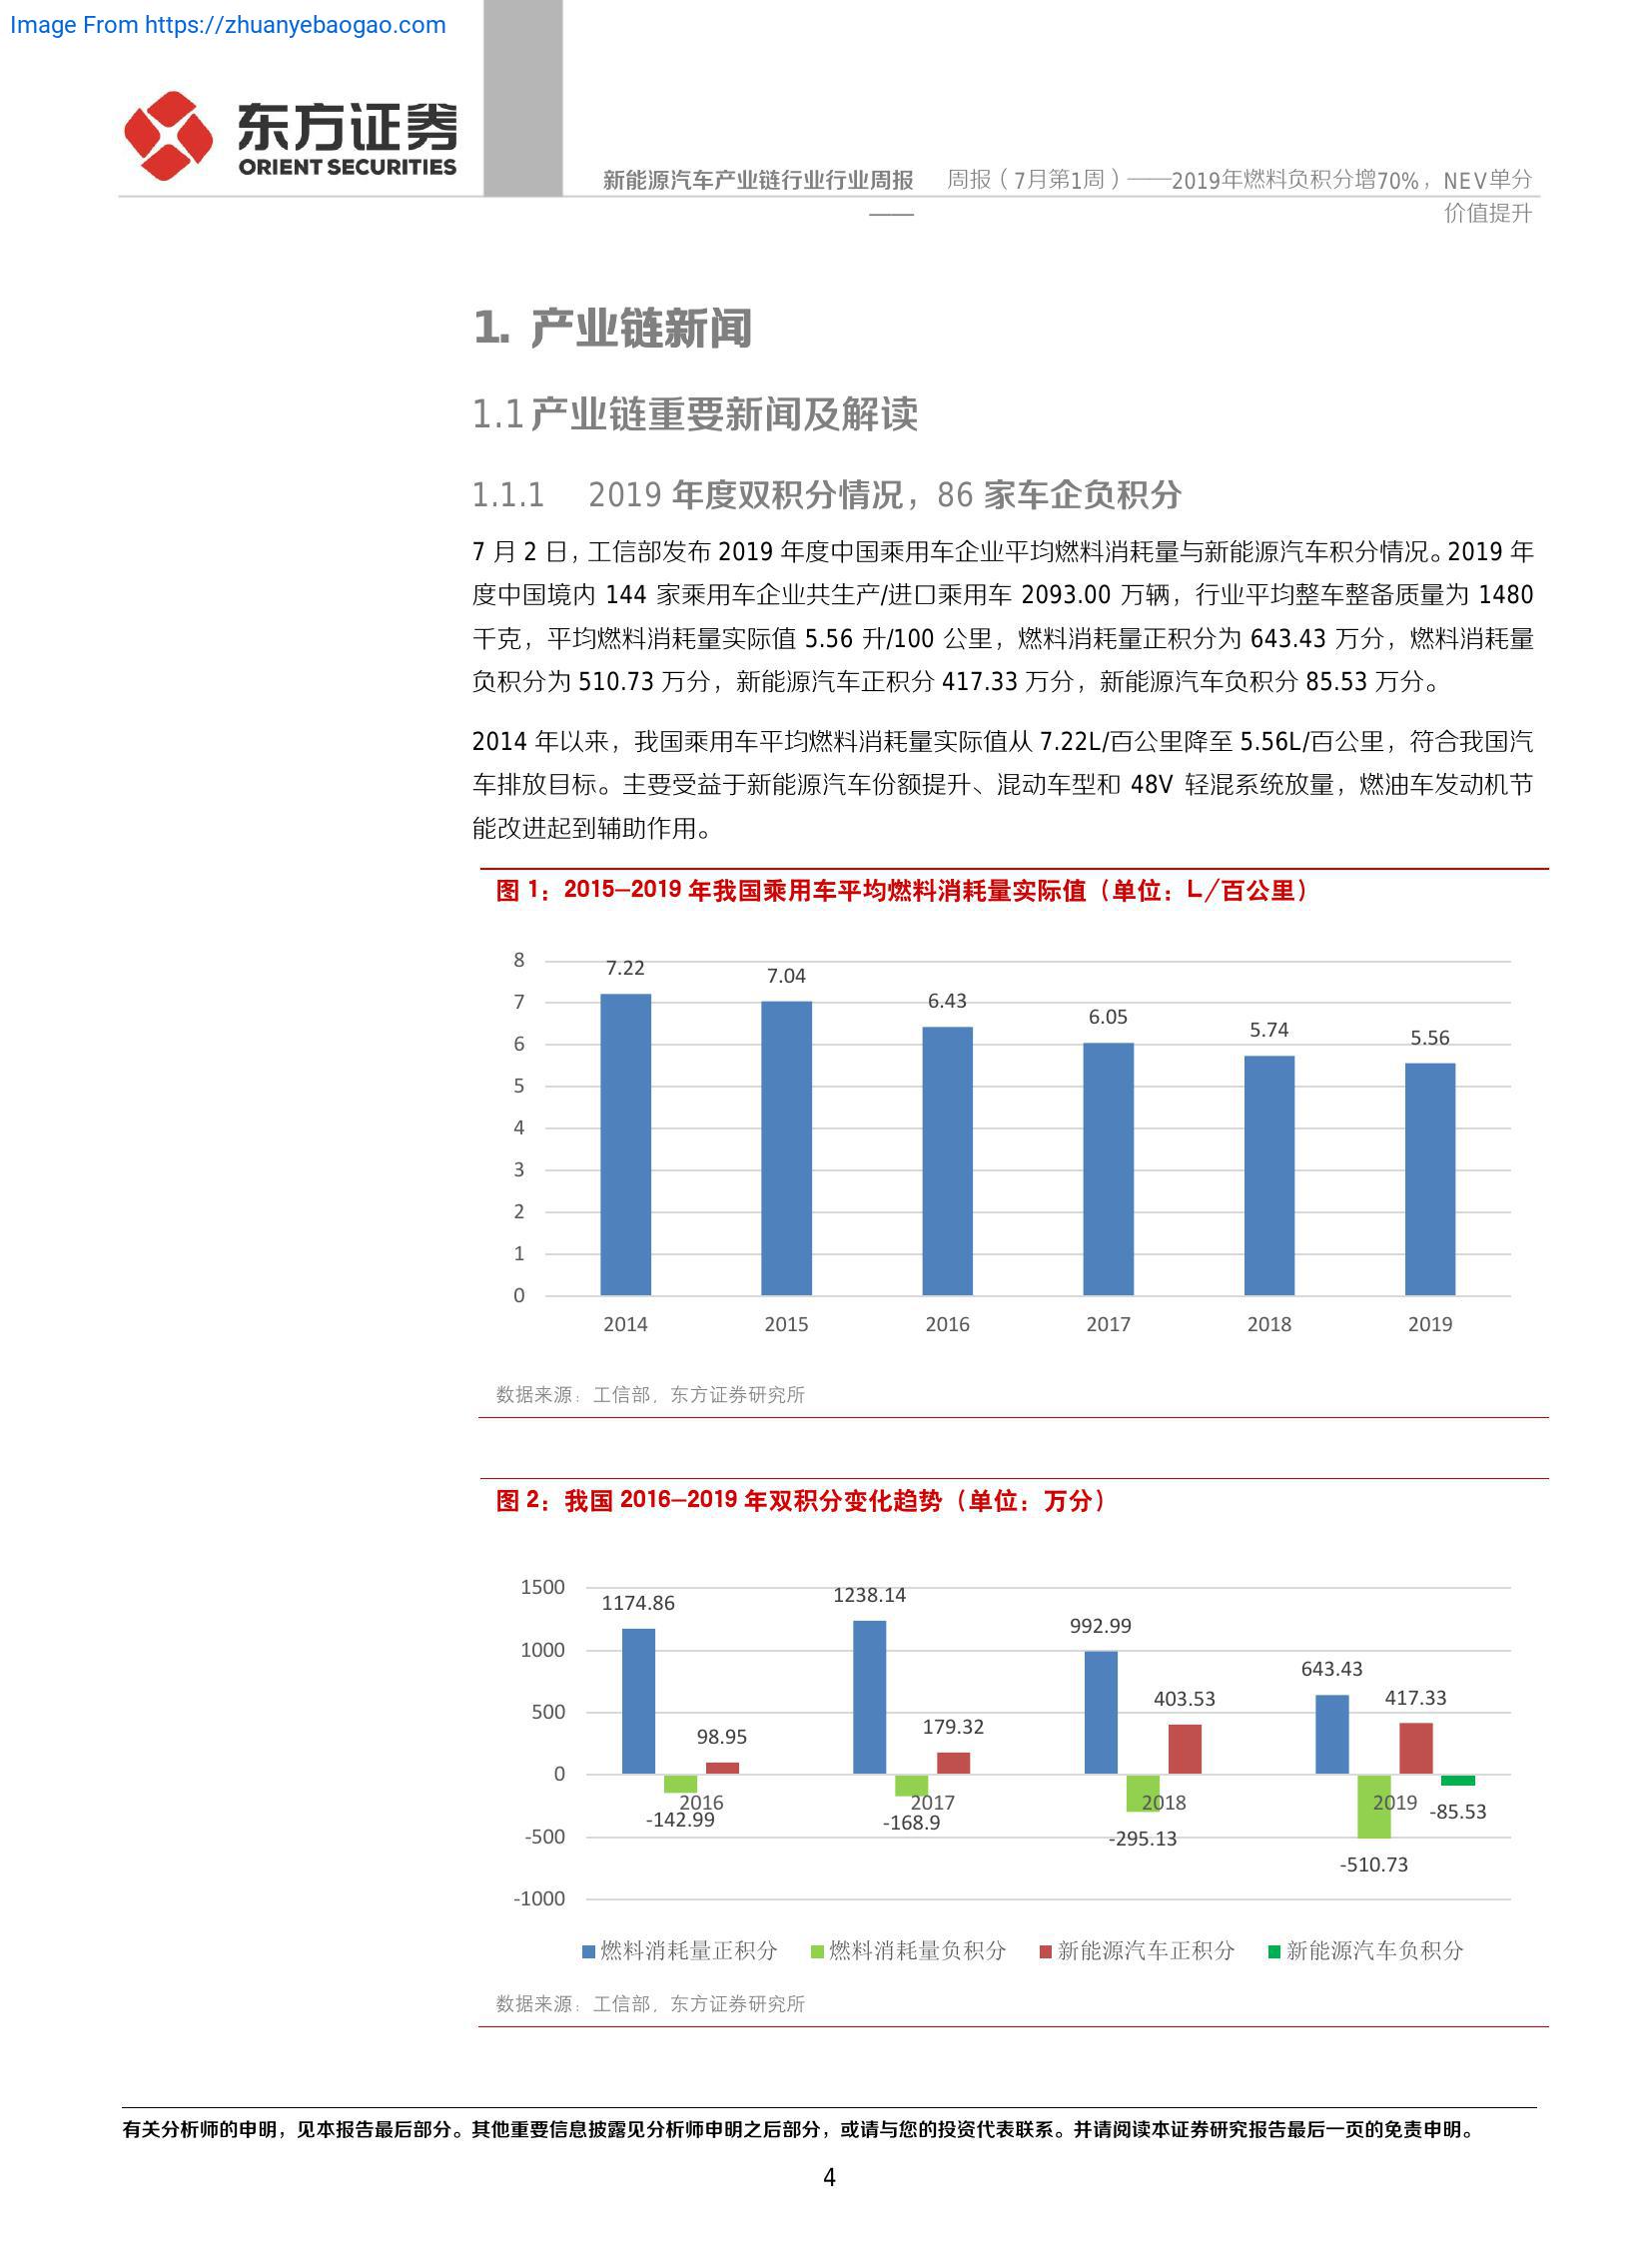 Image From https://zhuanyebaogao.com
东方证券
ORIENT SECURITIES
新能源汽车产业链行业行业周报
——
周报（7月第1周）——2019年燃料负积分增70%，NEV单分
价值提升
1. 产业链新闻
1.1产业链重要新闻及解读
1.1.1 2019 年度双积分情况，86 家车企负积分
7 月 2 日，工信部发布 2019 年度中国乘用车企业平均燃料消耗量与新能源汽车积分情况。2019 年
度中国境内 144 家乘用车企业共生产/进口乘用车 2093.00 万辆，行业平均整车整备质量为 1480
千克，平均燃料消耗量实际值 5.56 升/100 公里，燃料消耗量正积分为 643.43 万分，燃料消耗量
负积分为 510.73 万分，新能源汽车正积分 417.33 万分，新能源汽车负积分 85.53 万分。
2014 年以来，我国乘用车平均燃料消耗量实际值从 7.22L/百公里降至 5.56L/百公里，符合我国汽
车排放目标。主要受益于新能源汽车份额提升、混动车型和 48V 轻混系统放量，燃油车发动机节
能改进起到辅助作用。
图 1：2015-2019 年我国乘用车平均燃料消耗量实际值（单位：L/百公里）
8
7
6
5
4
3
2
1
0
7.22
7.04
6.43
6.05
5.74
5.56
2014
2015
2016
2017
2018
2019
数据来源：工信部，东方证券研究所
图 2：我国 2016-2019 年双积分变化趋势（单位：万分）
1500
1000
500
0
-500
-1000
1174.86
1238.14
992.99
643.43
98.95
179.32
403.53
417.33
2016
2017
2018
2019
-142.99
-168.9
-295.13
-510.73
-85.53
燃料消耗量正积分
燃料消耗量负积分
新能源汽车正积分
新能源汽车负积分
数据来源：工信部，东方证券研究所
有关分析师的申明，见本报告最后部分。其他重要信息披露见分析师申明之后部分，或请与您的投资代表联系。并请阅读本证券研究报告最后一页的免责申明。
4